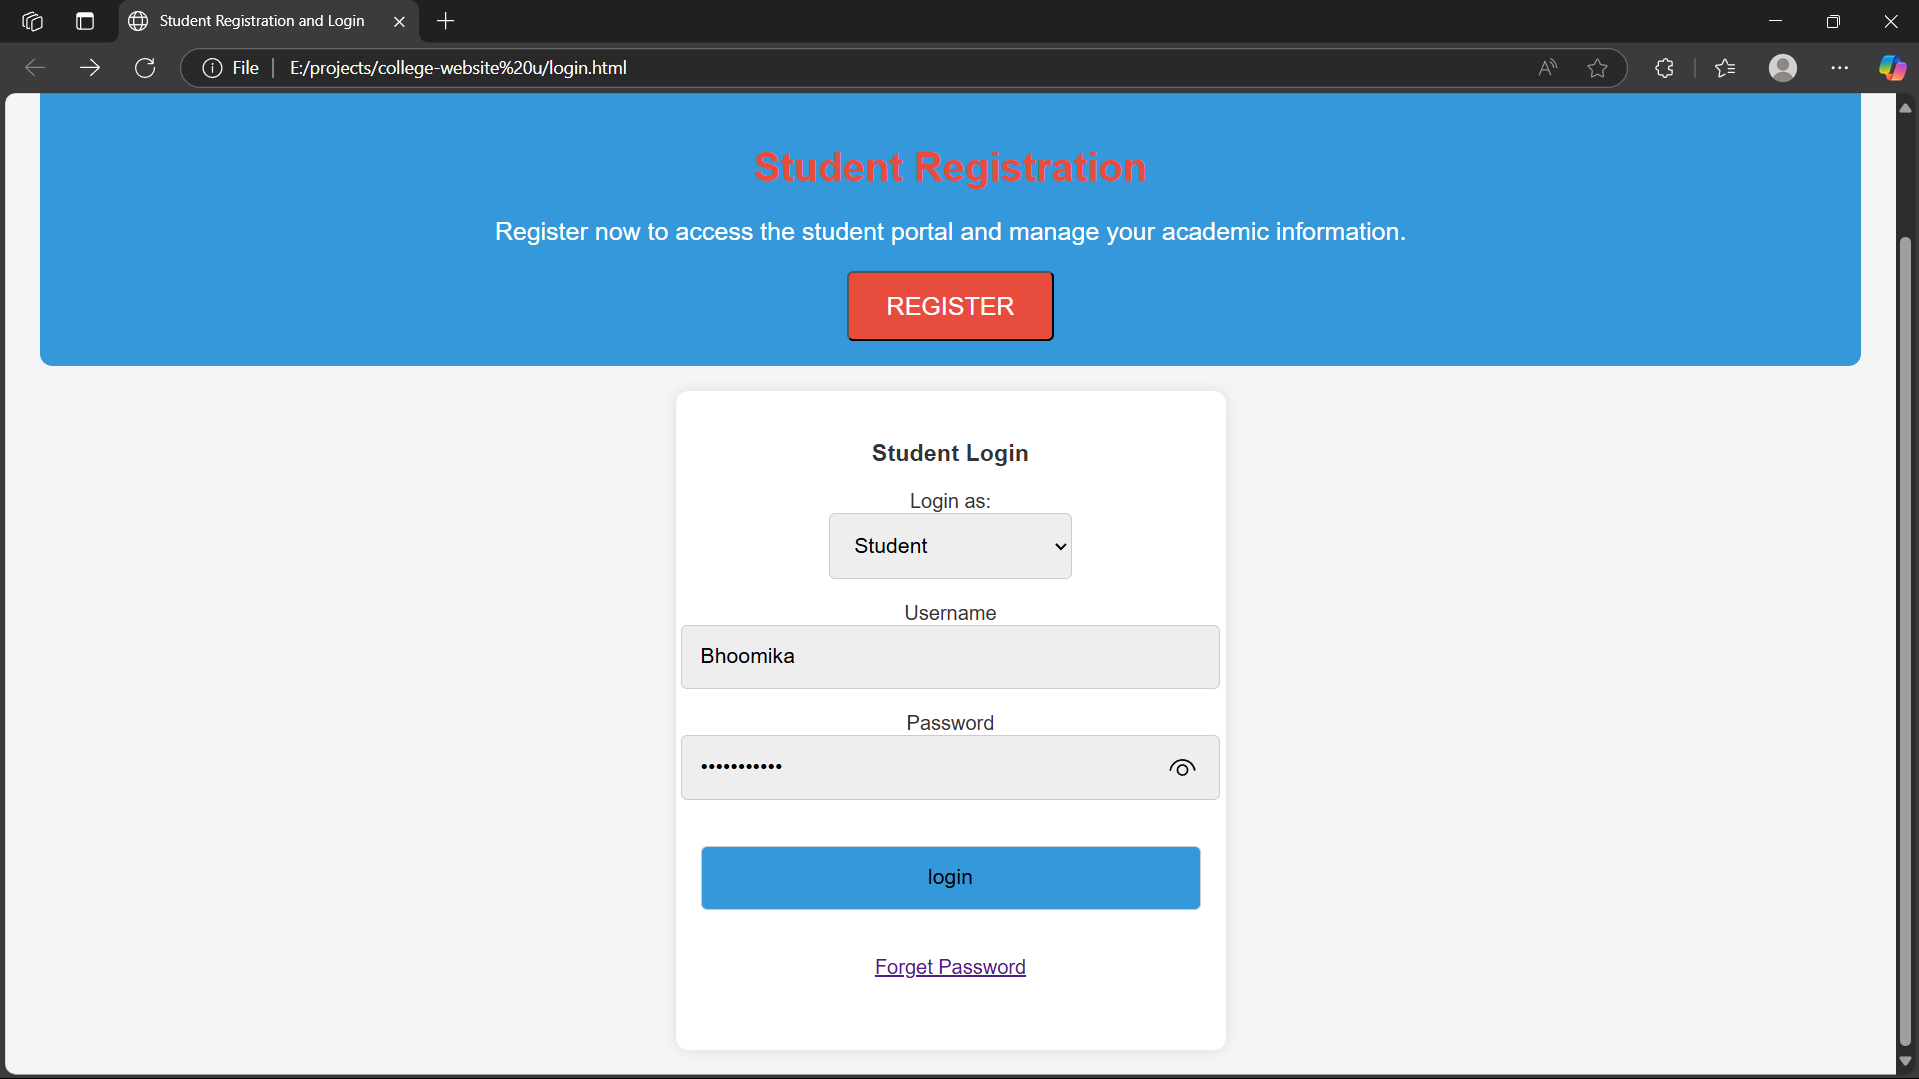 Student Registration and Login
File
E:/projects/college-website%20u/login.html
Student Registration
Register now to access the student portal and manage your academic information.
REGISTER
Student Login
Login as:
Student
Username
Bhoomika
Password
•••••••••••
login
Forget Password